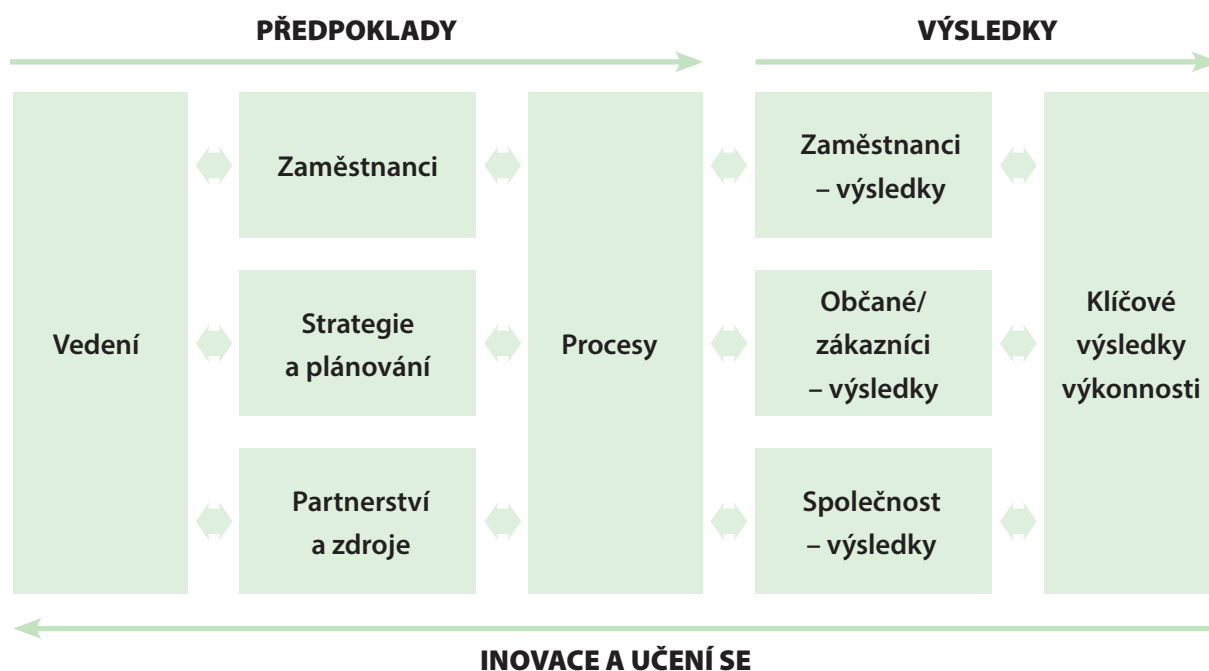 PŘEDPOKLADY
VÝSLEDKY
Vedení
Zaměstnanci
Strategie
a plánování
Partnerství
a zdroje
Procesy
Zaměstnanci
– výsledky
Občané/
zákazníci
– výsledky
Společnost
– výsledky
Klíčové
výsledky
výkonnosti
INOVACE A UČENÍ SE